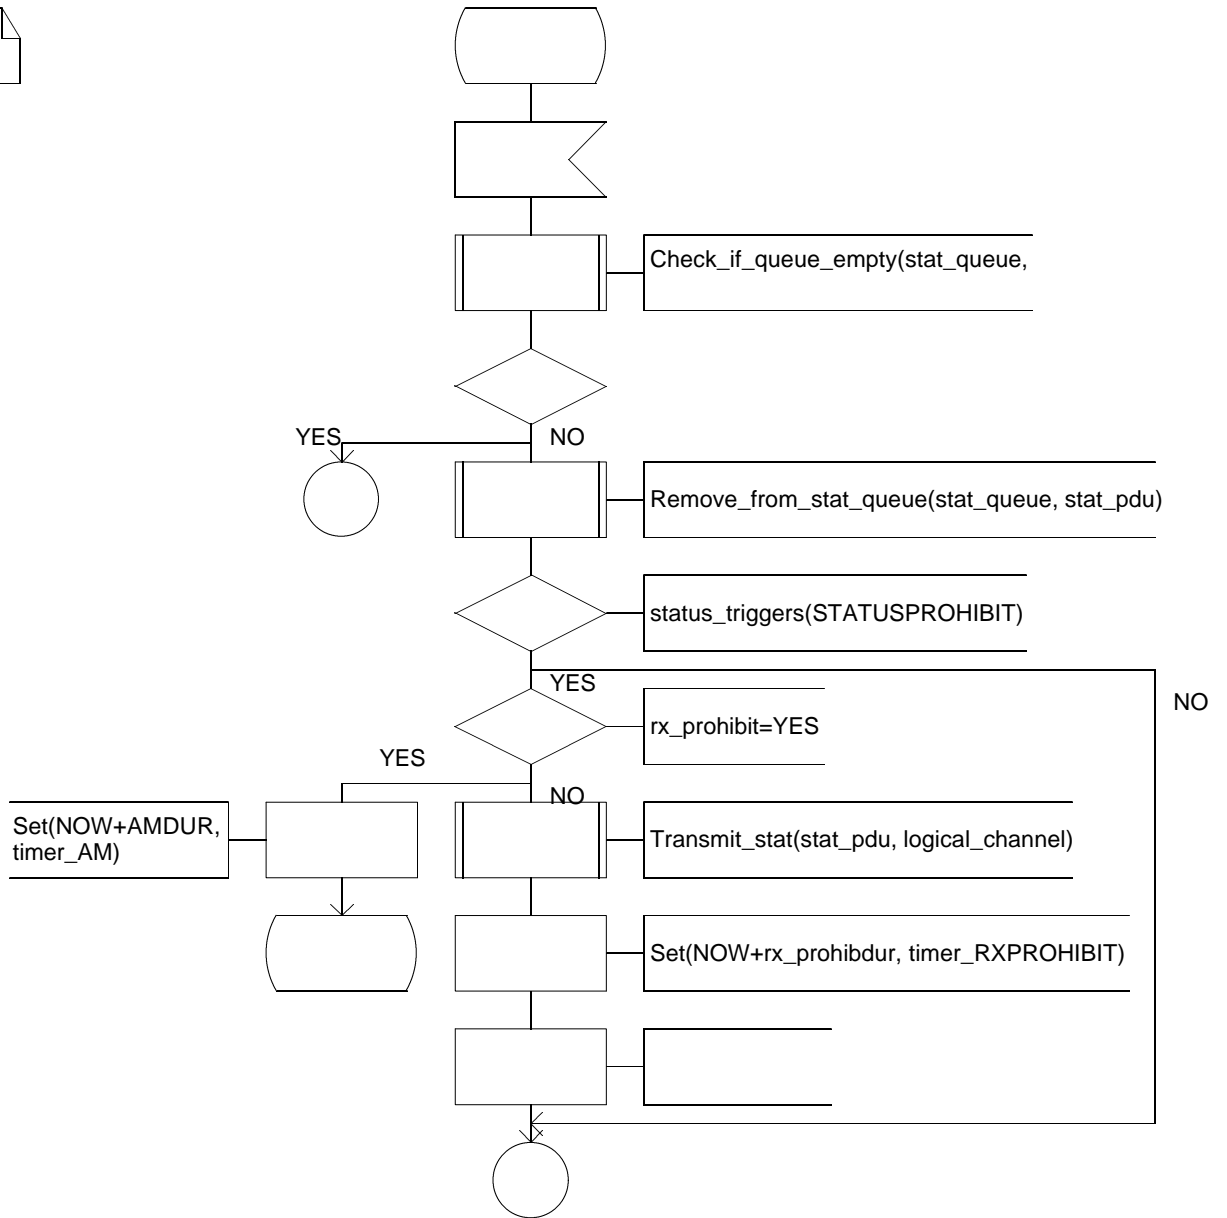 Check_if_queue_empty(stat_queue,
YES
NO
Remove_from_stat_queue(stat_queue, stat_pdu)
status_triggers(STATUSPROHIBIT)
YES
NO
rx_prohibit=YES
YES
NO
Set(NOW+AMDUR,
timer_AM)
Transmit_stat(stat_pdu, logical_channel)
Set(NOW+rx_prohibdur, timer_RXPROHIBIT)